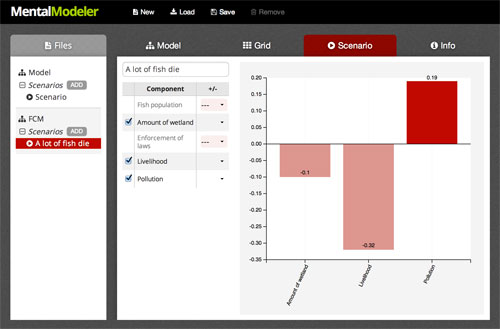 MentalModeler
New Load Save Remove
Files
Model Grid Scenario Info
Model
Scenarios ADD
Scenario
FCM
Scenarios ADD
A lot of fish die
A lot of fish die
Component +/-
Fish population ---
Amount of wetland
Enforcement of
laws ---
Livelihood
Pollution
0.20
0.15
0.10
0.05
0.00
-0.05
-0.10
-0.15
-0.20
-0.25
-0.30
-0.35
-0.1
-0.32
0.19
Amount of wetland
Livelihood
Pollution